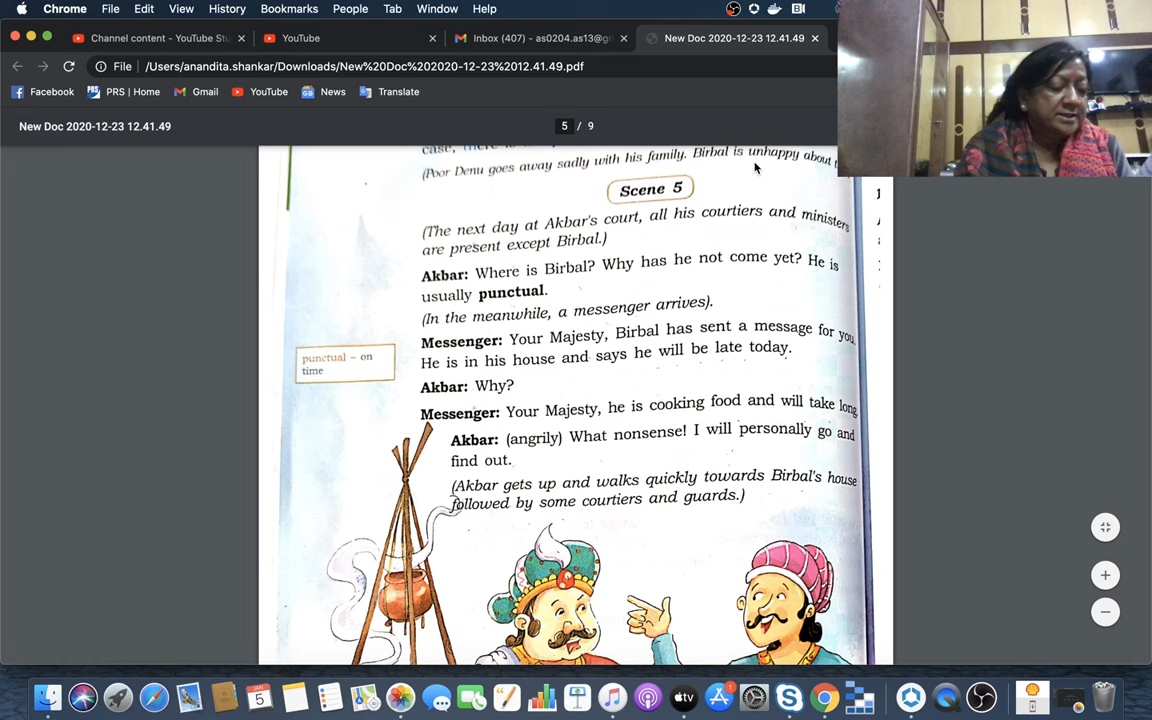 Chrome File Edit View History Bookmarks People Tab Window Help
Channel content - YouTube Stu
YouTube
Inbox (407) - as0204.as13@gm
New Doc 2020-12-23 12.41.49
File /Users/anandita.shankar/Downloads/New%20Doc%202020-12-23%2012.41.49.pdf
Facebook PRS | Home Gmail YouTube News Translate
New Doc 2020-12-23 12.41.49
5 / 9
case,
(Poor Denu goes away sadly with his family. Birbal is unhappy about
Scene 5
(The next day at Akbar's court, all his courtiers and ministers
are present except Birbal.)
Akbar: Where is Birbal? Why has he not come yet? He is
usually punctual.
(In the meanwhile, a messenger arrives).
Messenger: Your Majesty, Birbal has sent a message for you.
He is in his house and says he will be late today.
punctual – on
time
Akbar: Why?
Messenger: Your Majesty, he is cooking food and will take long
Akbar: (angrily) What nonsense! I will personally go and
find out.
(Akbar gets up and walks quickly towards Birbal's house
followed by some courtiers and guards.)
JAN
5
1
tv